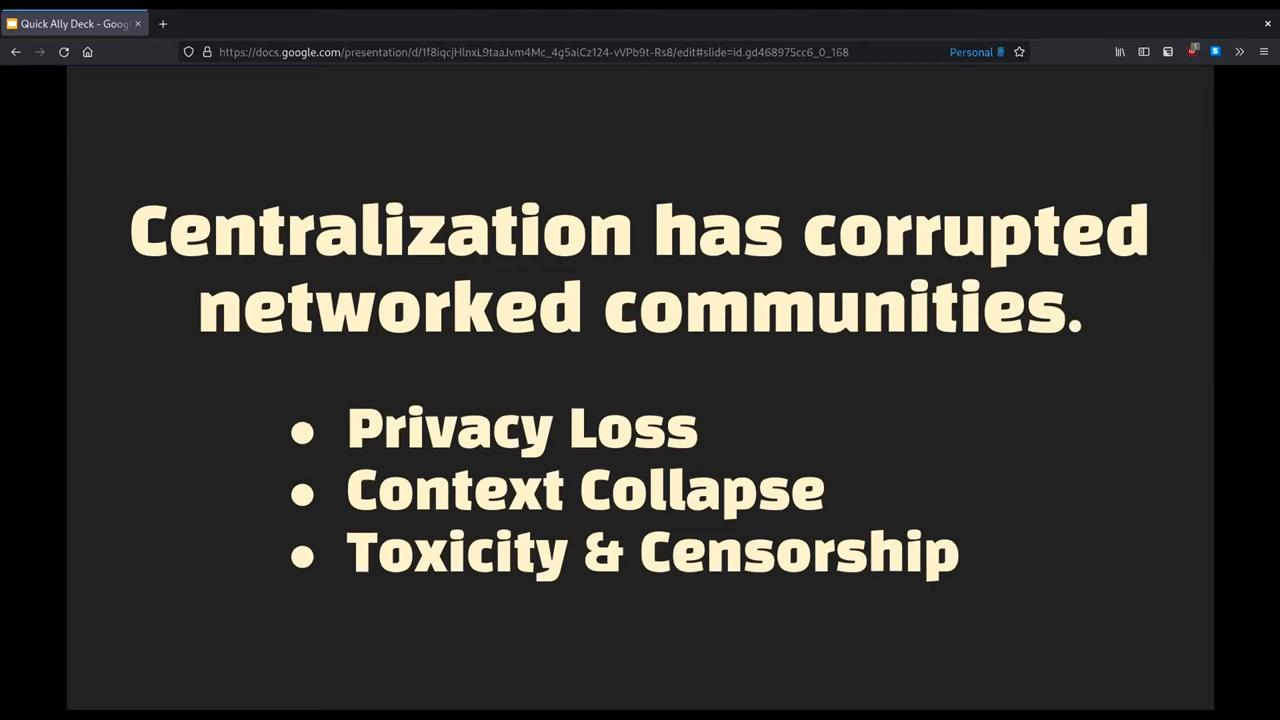 Quick Ally Deck - Goog
https://docs.google.com/presentation/d/1f8iqcjHlnxL9taaJvm4Mc_4g5alCz124-vVPb9t-Rs8/edit#slide=id.gd468975cc6_0_168
Personal
Centralization has corrupted
networked communities.
● Privacy Loss
● Context Collapse
● Toxicity & Censorship